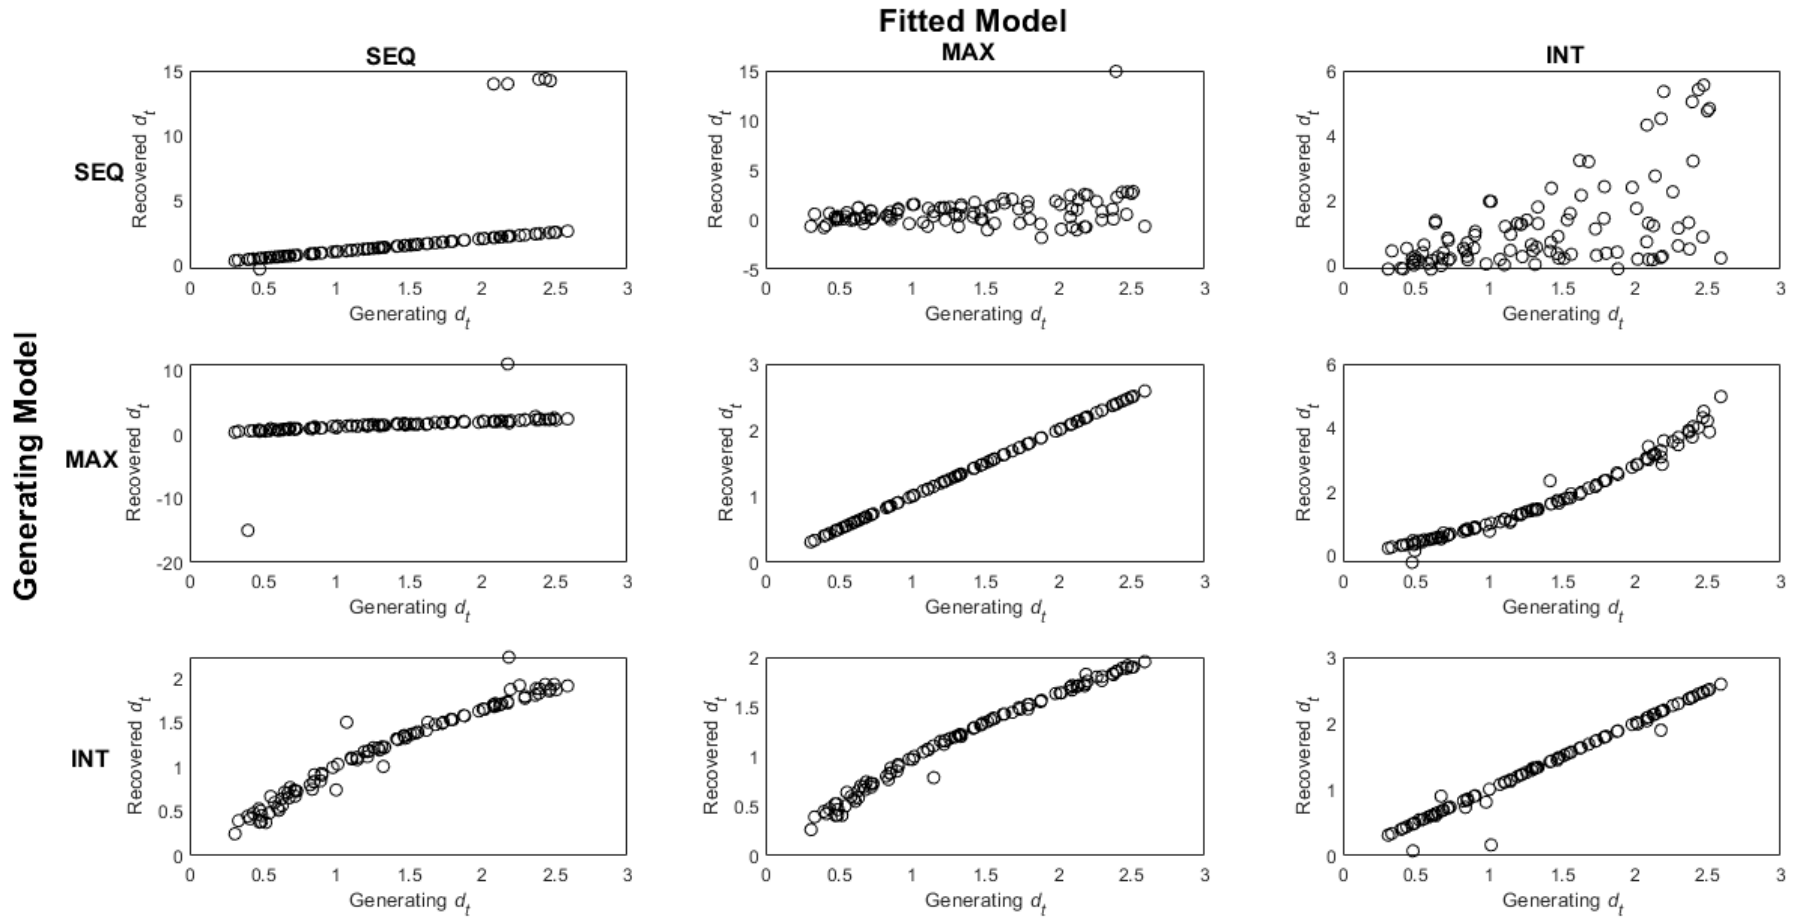 Fitted Model
SEQ
MAX
INT
Generating Model
SEQ
Recovered d_t
15
10
5
0
0 0.5 1 1.5 2 2.5 3
Generating d_t
Recovered d_t
15
10
5
0
-5
0 0.5 1 1.5 2 2.5 3
Generating d_t
Recovered d_t
6
4
2
0
0 0.5 1 1.5 2 2.5 3
Generating d_t
MAX
Recovered d_t
10
0
-10
-20
0 0.5 1 1.5 2 2.5 3
Generating d_t
Recovered d_t
3
2
1
0
0 0.5 1 1.5 2 2.5 3
Generating d_t
Recovered d_t
6
4
2
0
0 0.5 1 1.5 2 2.5 3
Generating d_t
INT
Recovered d_t
2
1.5
1
0.5
0
0 0.5 1 1.5 2 2.5 3
Generating d_t
Recovered d_t
2
1.5
1
0.5
0
0 0.5 1 1.5 2 2.5 3
Generating d_t
Recovered d_t
3
2
1
0
0 0.5 1 1.5 2 2.5 3
Generating d_t